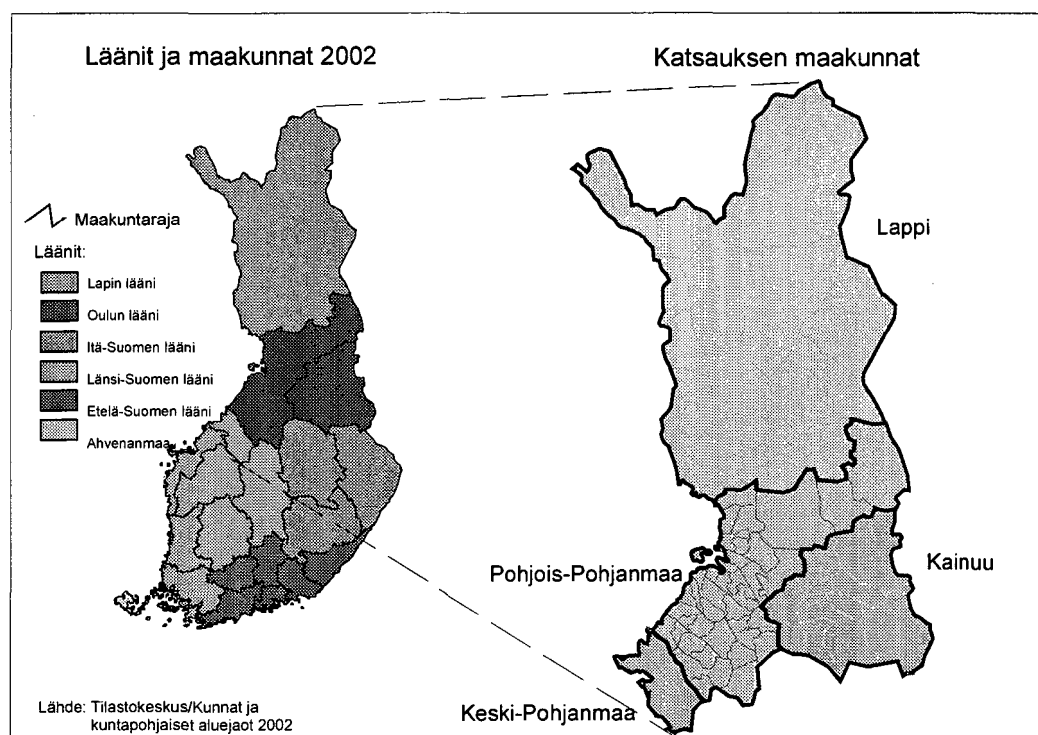 Läänit ja maakunnat 2002
Katsauksen maakunnat
Maakuntaraja
Läänit:
Lapin lääni
Oulun lääni
Itä-Suomen lääni
Länsi-Suomen lääni
Etelä-Suomen lääni
Ahvenanmaa
Lappi
Kainuu
Pohjois-Pohjanmaa
Keski-Pohjanmaa
Lähde: Tilastokeskus/Kunnat ja
kuntapohjaiset aluejaot 2002